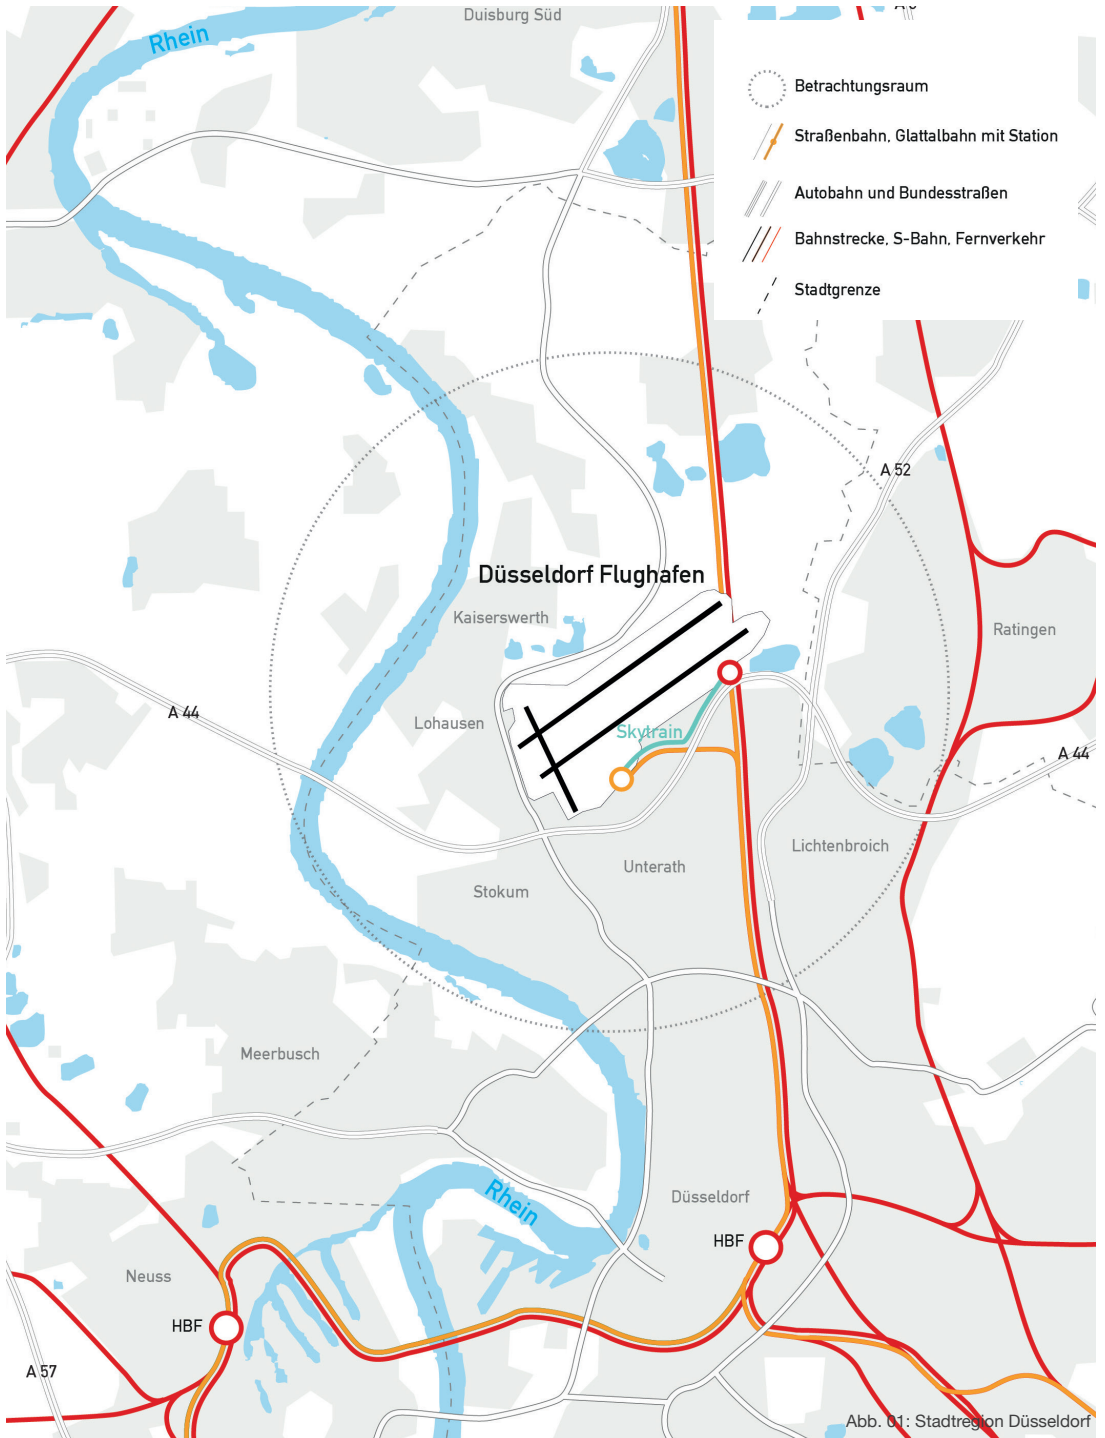 Duisburg Süd
Rhein
Betrachtungsraum
Straßenbahn, Glattalbahn mit Station
Autobahn und Bundesstraßen
Bahnstrecke, S-Bahn, Fernverkehr
Stadtgrenze
A 52
Düsseldorf Flughafen
Kaiserswerth
Ratingen
A 44
Lohausen
Skytrain
A 44
Lichtenbroich
Unterath
Stokum
Meerbusch
Rhein
Düsseldorf
HBF
Neuss
HBF
A 57
Abb. 01: Stadtregion Düsseldorf